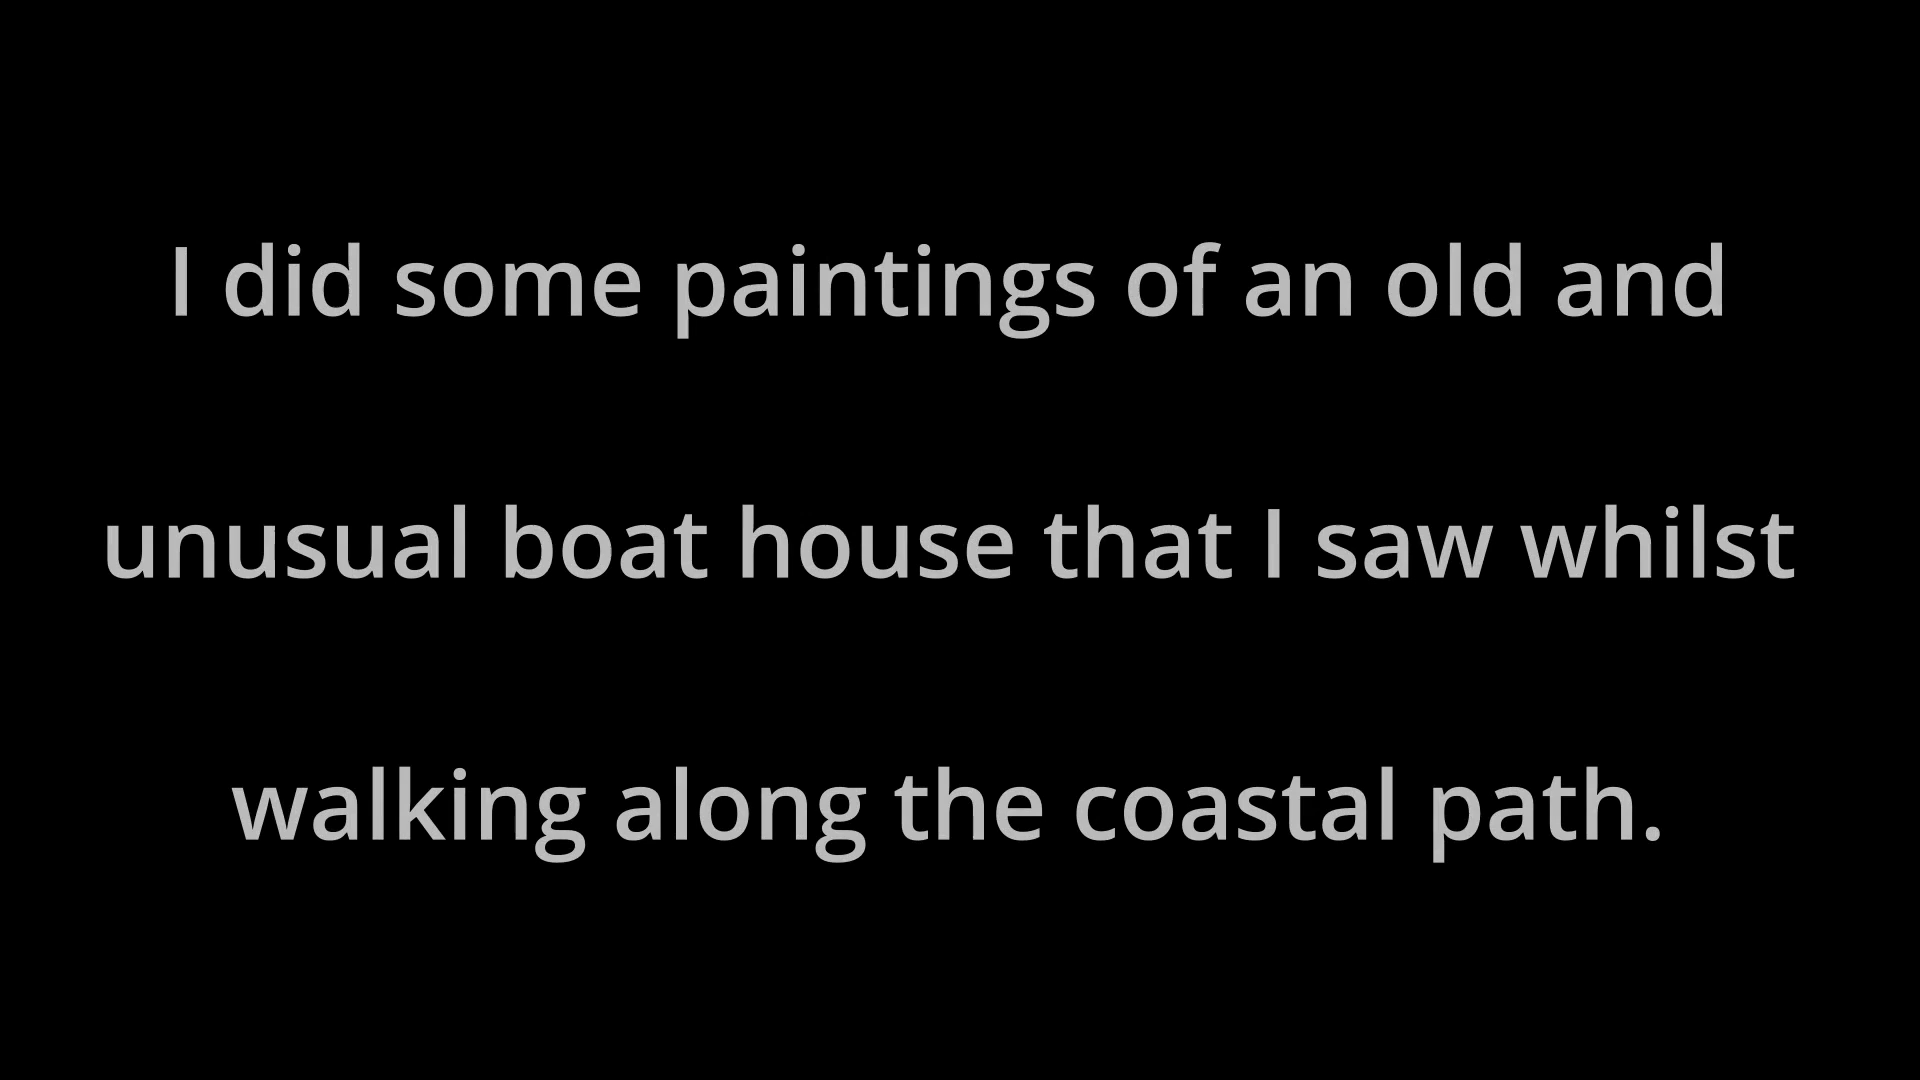 I did some paintings of an old and
unusual boat house that I saw whilst
walking along the coastal path.